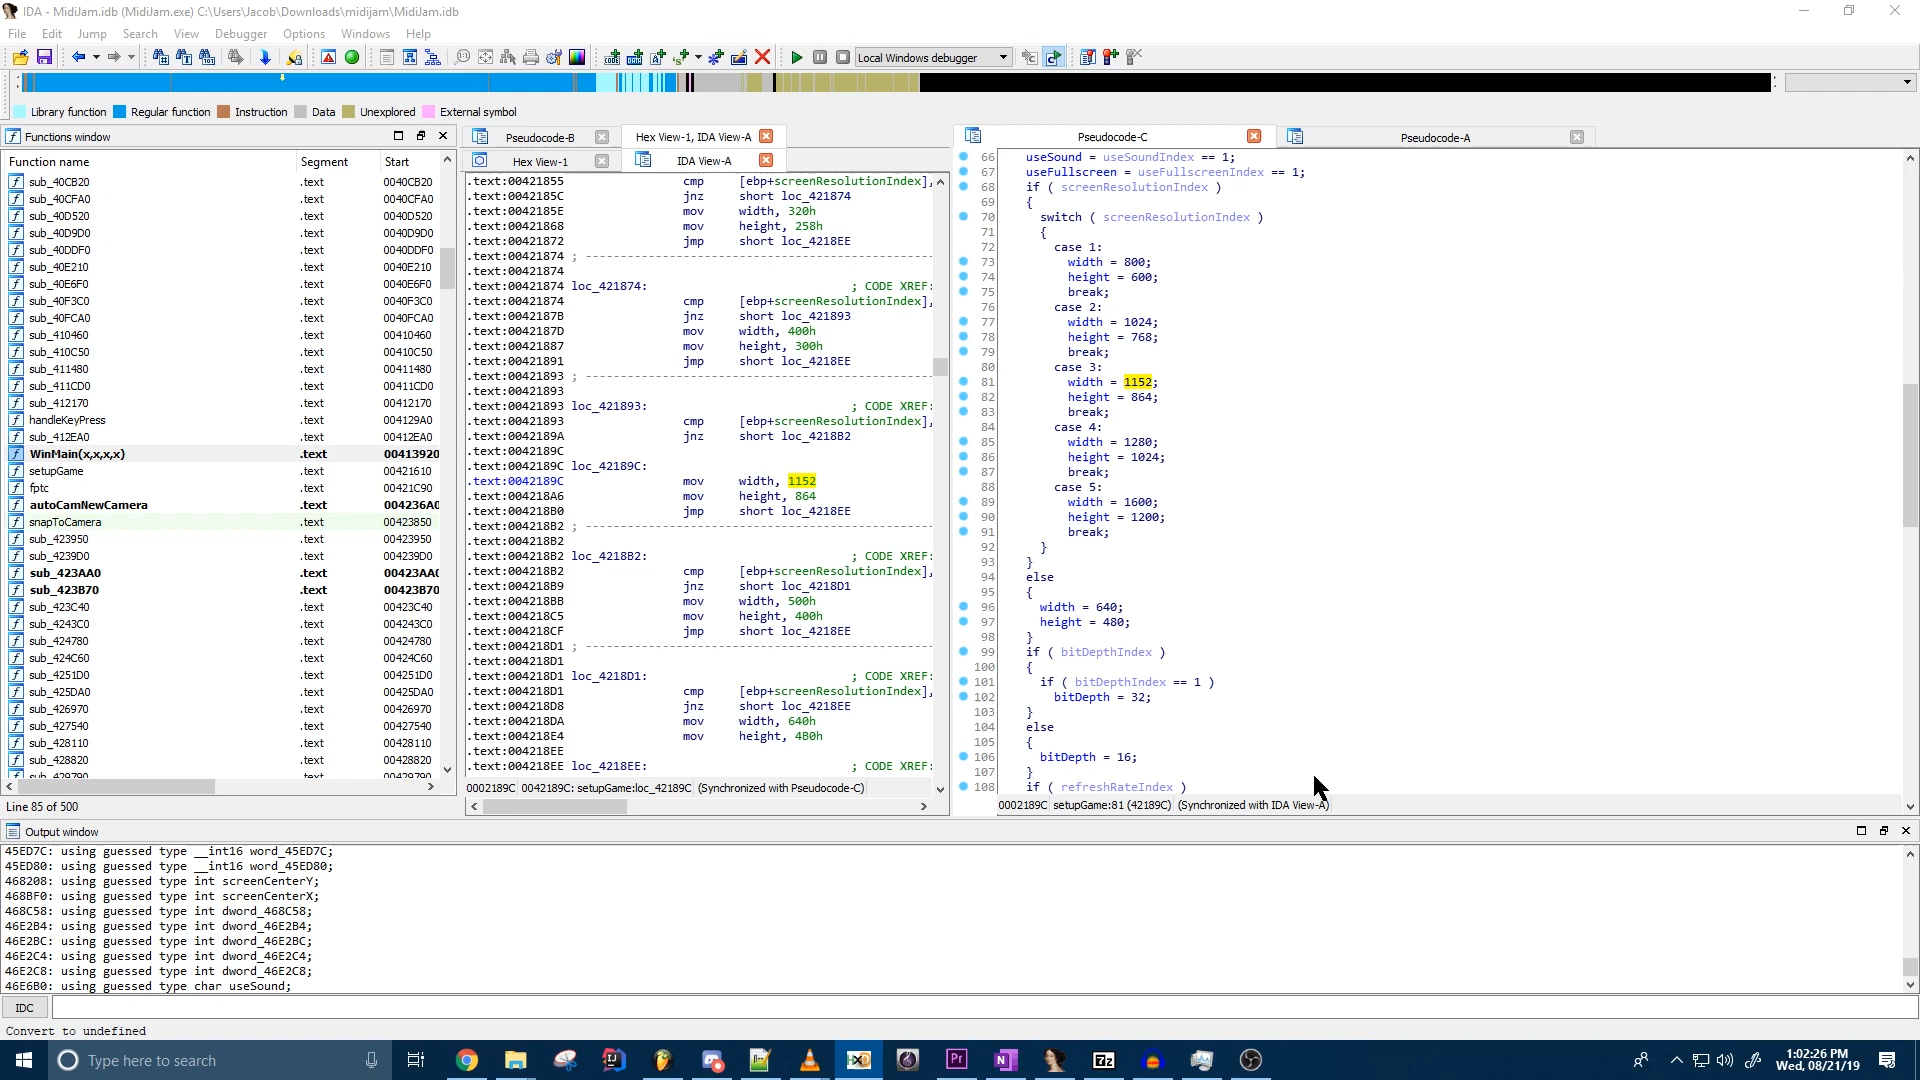 IDA - MidiJam.idb (MidiJam.exe) C:\Users\Jacob\Downloads\midijam\MidiJam.idb
File Edit Jump Search View Debugger Options Windows Help
Local Windows debugger
Library function Regular function Instruction Data Unexplored External symbol
Functions window
Function name Segment Start
sub_40CB20 .text 0040CB20
sub_40CFA0 .text 0040CFA0
sub_40D520 .text 0040D520
sub_40D9D0 .text 0040D9D0
sub_40DDF0 .text 0040DDF0
sub_40E210 .text 0040E210
sub_40E6F0 .text 0040E6F0
sub_40F3C0 .text 0040F3C0
sub_40FCA0 .text 0040FCA0
sub_410460 .text 00410460
sub_410C50 .text 00410C50
sub_411480 .text 00411480
sub_411CD0 .text 00411CD0
sub_412170 .text 00412170
handleKeyPress .text 004129A0
sub_412EA0 .text 00412EA0
WinMain(x,x,x,x) .text 00413920
setupGame .text 00421610
fptc .text 00421C90
autoCamNewCamera .text 004236A0
snapToCamera .text 00423850
sub_423950 .text 00423950
sub_4239D0 .text 004239D0
sub_423AA0 .text 00423AA0
sub_423B70 .text 00423B70
sub_423C40 .text 00423C40
sub_4243C0 .text 004243C0
sub_424780 .text 00424780
sub_424C60 .text 00424C60
sub_4251D0 .text 004251D0
sub_425DA0 .text 00425DA0
sub_426970 .text 00426970
sub_427540 .text 00427540
sub_428110 .text 00428110
sub_428820 .text 00428820
sub_429790 .text 00429790
Line 85 of 500
Pseudocode-B Hex View-1, IDA View-A
Hex View-1 IDA View-A
.text:00421855 cmp [ebp+screenResolutionIndex],
.text:0042185C jnz short loc_421874
.text:0042185E mov width, 320h
.text:00421868 mov height, 258h
.text:00421872 jmp short loc_4218EE
.text:00421874 ; ---------------------------------------------------
.text:00421874
.text:00421874 loc_421874: ; CODE XREF:
.text:00421874 cmp [ebp+screenResolutionIndex],
.text:0042187B jnz short loc_421893
.text:0042187D mov width, 400h
.text:00421887 mov height, 300h
.text:00421891 jmp short loc_4218EE
.text:00421893 ; ---------------------------------------------------
.text:00421893
.text:00421893 loc_421893: ; CODE XREF:
.text:00421893 cmp [ebp+screenResolutionIndex],
.text:0042189A jnz short loc_4218B2
.text:0042189C
.text:0042189C loc_42189C:
.text:0042189C mov width, 1152
.text:004218A6 mov height, 864
.text:004218B0 jmp short loc_4218EE
.text:004218B2 ; ---------------------------------------------------
.text:004218B2
.text:004218B2 loc_4218B2: ; CODE XREF:
.text:004218B2 cmp [ebp+screenResolutionIndex],
.text:004218B9 jnz short loc_4218D1
.text:004218BB mov width, 500h
.text:004218C5 mov height, 400h
.text:004218CF jmp short loc_4218EE
.text:004218D1 ; ---------------------------------------------------
.text:004218D1
.text:004218D1 loc_4218D1: ; CODE XREF:
.text:004218D1 cmp [ebp+screenResolutionIndex],
.text:004218D8 jnz short loc_4218EE
.text:004218DA mov width, 640h
.text:004218E4 mov height, 4B0h
.text:004218EE
.text:004218EE loc_4218EE: ; CODE XREF:
0002189C 0042189C: setupGame:loc_42189C (Synchronized with Pseudocode-C)
Pseudocode-C Pseudocode-A
66 useSound = useSoundIndex == 1;
67 useFullscreen = useFullscreenIndex == 1;
68 if ( screenResolutionIndex )
69 {
70 switch ( screenResolutionIndex )
71 {
72 case 1:
73 width = 800;
74 height = 600;
75 break;
76 case 2:
77 width = 1024;
78 height = 768;
79 break;
80 case 3:
81 width = 1152;
82 height = 864;
83 break;
84 case 4:
85 width = 1280;
86 height = 1024;
87 break;
88 case 5:
89 width = 1600;
90 height = 1200;
91 break;
92 }
93 }
94 else
95 {
96 width = 640;
97 height = 480;
98 }
99 if ( bitDepthIndex )
100 {
101 if ( bitDepthIndex == 1 )
102 bitDepth = 32;
103 }
104 else
105 {
106 bitDepth = 16;
107 }
108 if ( refreshRateIndex )
0002189C setupGame:81 (42189C) (Synchronized with IDA View-A)
Output window
45ED7C: using guessed type __int16 word_45ED7C;
45ED80: using guessed type __int16 word_45ED80;
468208: using guessed type int screenCenterY;
468BF0: using guessed type int screenCenterX;
468C58: using guessed type int dword_468C58;
46E2B4: using guessed type int dword_46E2B4;
46E2BC: using guessed type int dword_46E2BC;
46E2C4: using guessed type int dword_46E2C4;
46E2C8: using guessed type int dword_46E2C8;
46E6B0: using guessed type char useSound;
IDC
Convert to undefined
Type here to search
Pr
7z
1:02:26 PM
Wed, 08/21/19